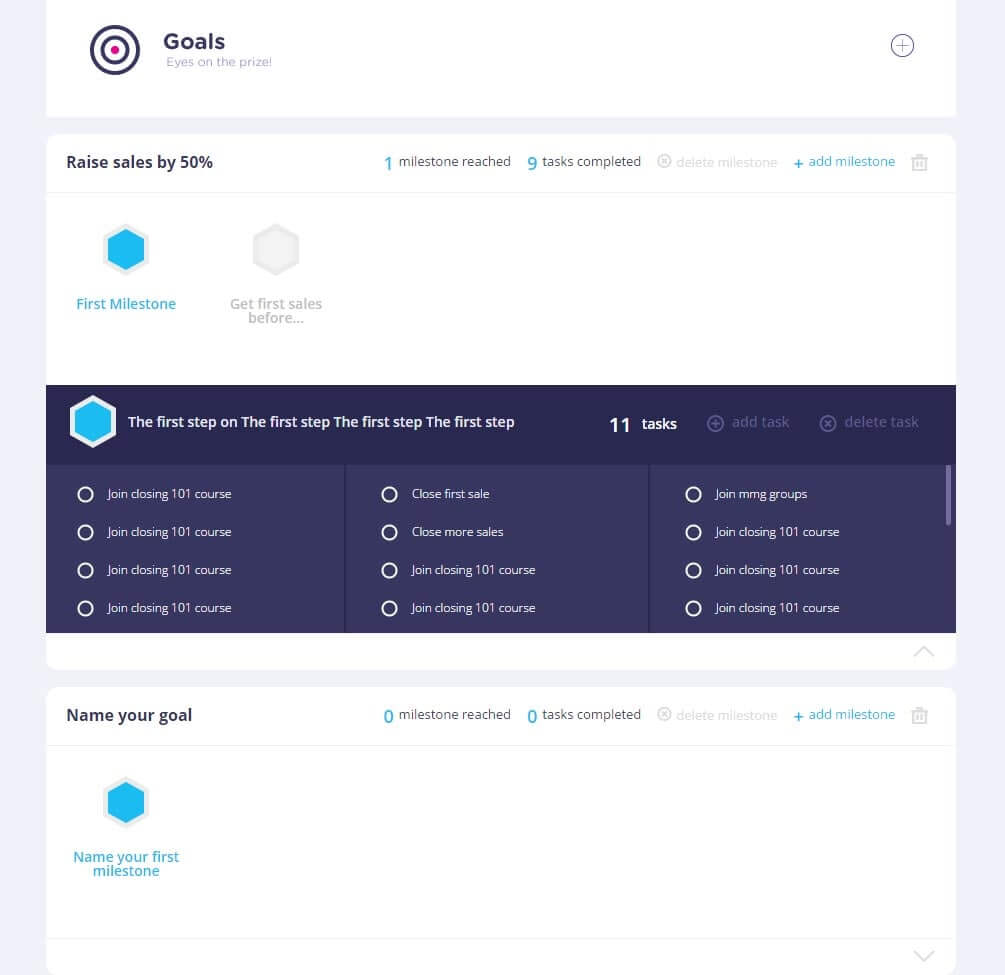 Goals
Eyes on the prize!
Raise sales by 50%
1 milestone reached
9 tasks completed
delete milestone
+ add milestone
First Milestone
Get first sales
before...
The first step on The first step The first step The first step
11 tasks
add task
delete task
Join closing 101 course
Close first sale
Join mmg groups
Join closing 101 course
Close more sales
Join closing 101 course
Join closing 101 course
Join closing 101 course
Join closing 101 course
Join closing 101 course
Join closing 101 course
Join closing 101 course
Name your goal
0 milestone reached
0 tasks completed
delete milestone
+ add milestone
Name your first
milestone